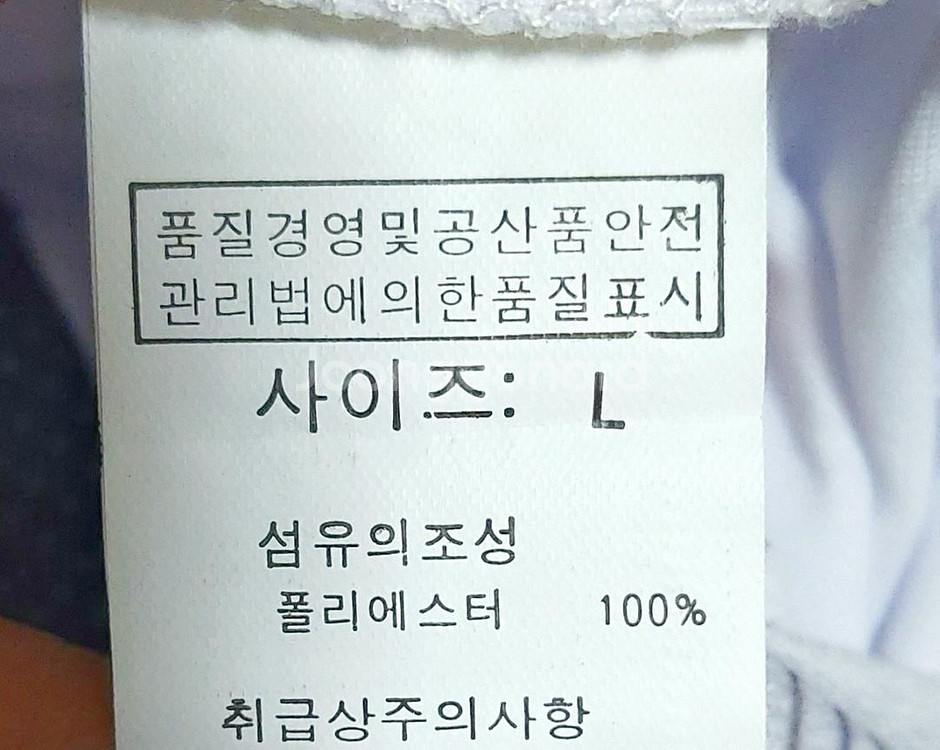 품질경영및공산품안전
관리법에의한품질표시
사이즈: L
섬유의조성
폴리에스터 100%
취급상주의사항